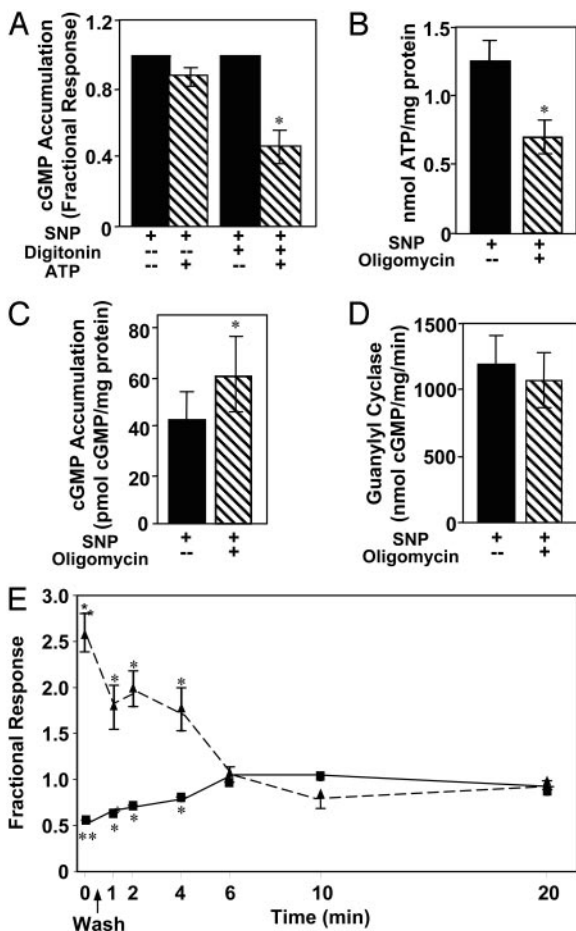 A
cGMP Accumulation
(Fractional Response)
1.2
0.8
0.4
0
*
SNP + + + +
Digitonin -- -- + +
ATP -- + -- +
B
nmol ATP/mg protein
1.5
1.0
0.5
0
*
SNP + +
Oligomycin -- +
C
cGMP Accumulation
(pmol cGMP/mg protein)
80
60
40
20
0
*
SNP + +
Oligomycin -- +
D
Guanylyl Cyclase
(nmol cGMP/mg/min)
1500
1000
500
0
SNP + +
Oligomycin -- +
E
Fractional Response
3.0
2.5
2.0
1.5
1.0
0.5
0
**
* * *
** * * *
0 1 2 4 6 10 20
Wash
Time (min)